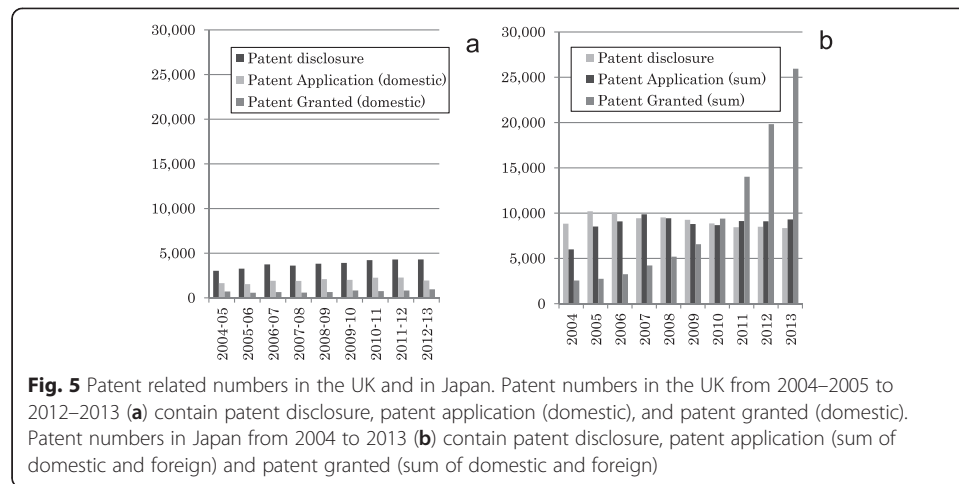 a
30,000
25,000
20,000
15,000
10,000
5,000
0
Patent disclosure
Patent Application (domestic)
Patent Granted (domestic)
2004-05
2005-06
2006-07
2007-08
2008-09
2009-10
2010-11
2011-12
2012-13
b
30,000
25,000
20,000
15,000
10,000
5,000
0
Patent disclosure
Patent Application (sum)
Patent Granted (sum)
2004
2005
2006
2007
2008
2009
2010
2011
2012
2013
Fig. 5 Patent related numbers in the UK and in Japan. Patent numbers in the UK from 2004–2005 to
2012–2013 (a) contain patent disclosure, patent application (domestic), and patent granted (domestic).
Patent numbers in Japan from 2004 to 2013 (b) contain patent disclosure, patent application (sum of
domestic and foreign) and patent granted (sum of domestic and foreign)